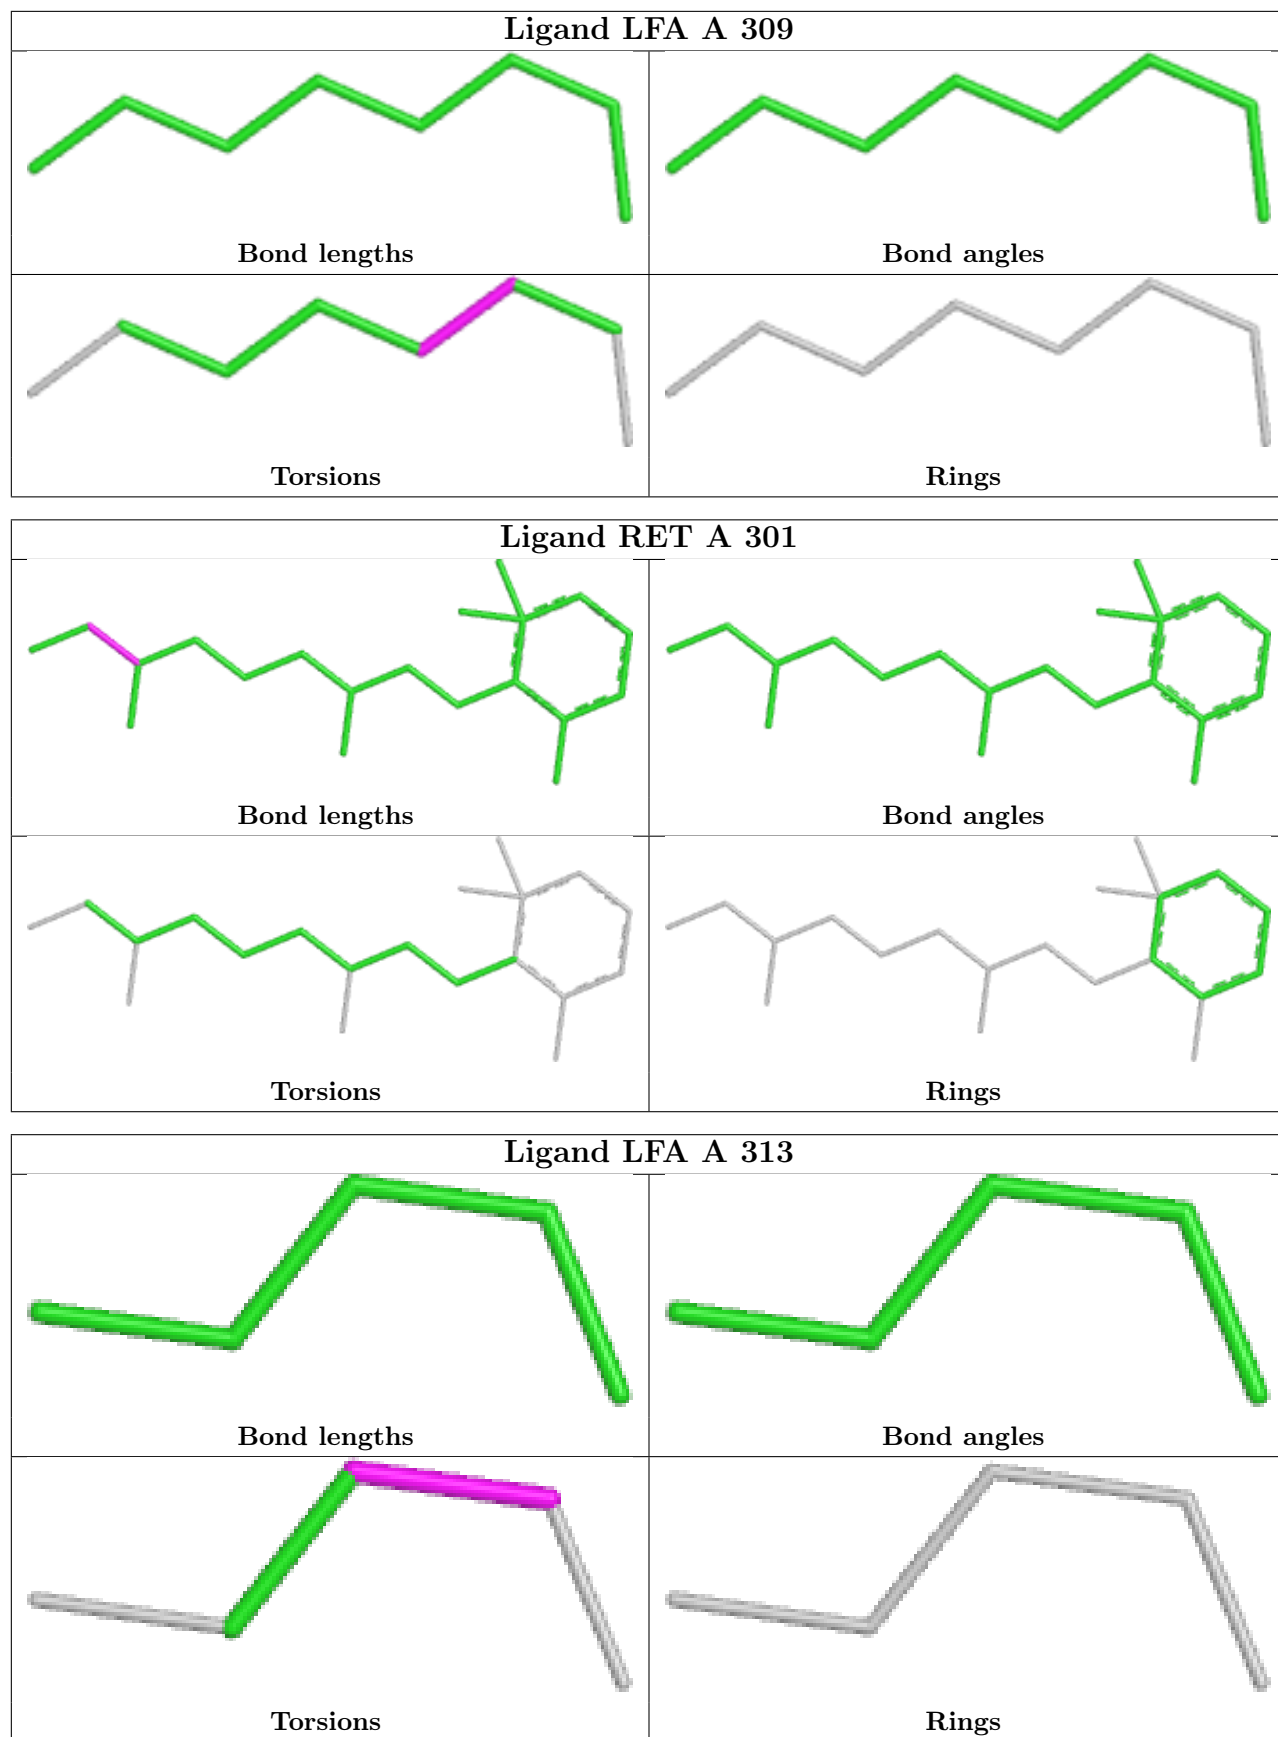 Ligand LFA A 309
Bond lengths
Bond angles
Torsions
Rings
Ligand RET A 301
Bond lengths
Bond angles
Torsions
Rings
Ligand LFA A 313
Bond lengths
Bond angles
Torsions
Rings